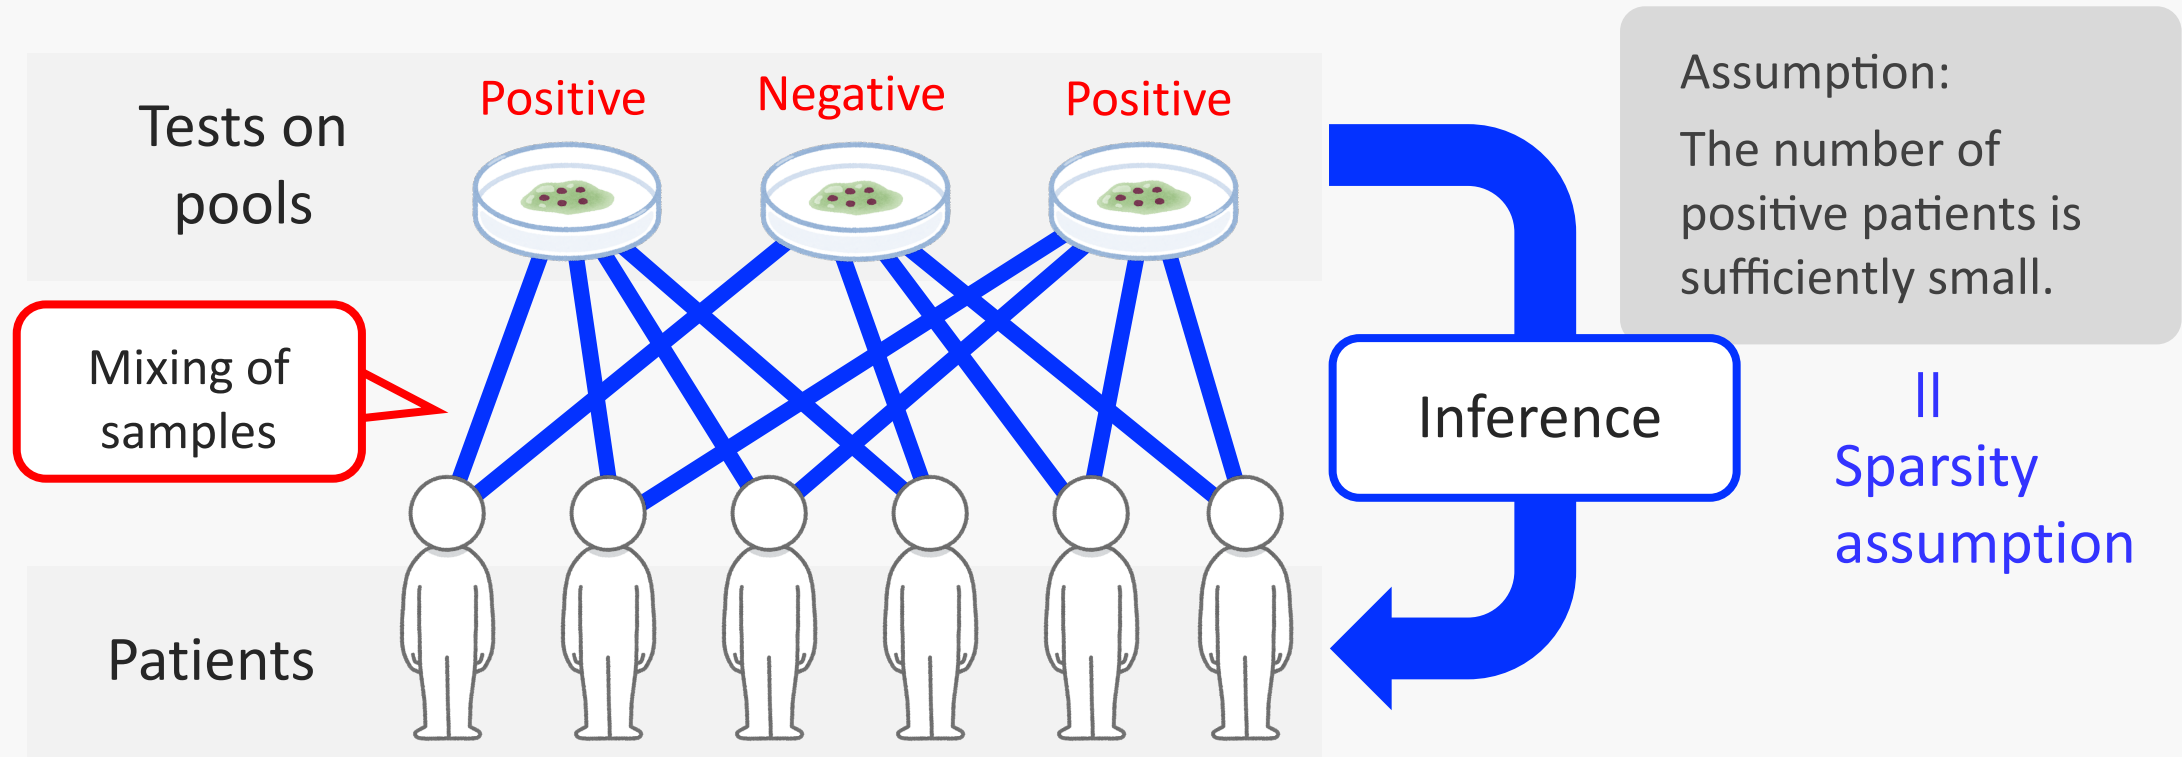 Tests on
pools
Positive
Negative
Positive
Mixing of
samples
Patients
Inference
Assumption:
The number of
positive patients is
sufficiently small.
||
Sparsity
assumption